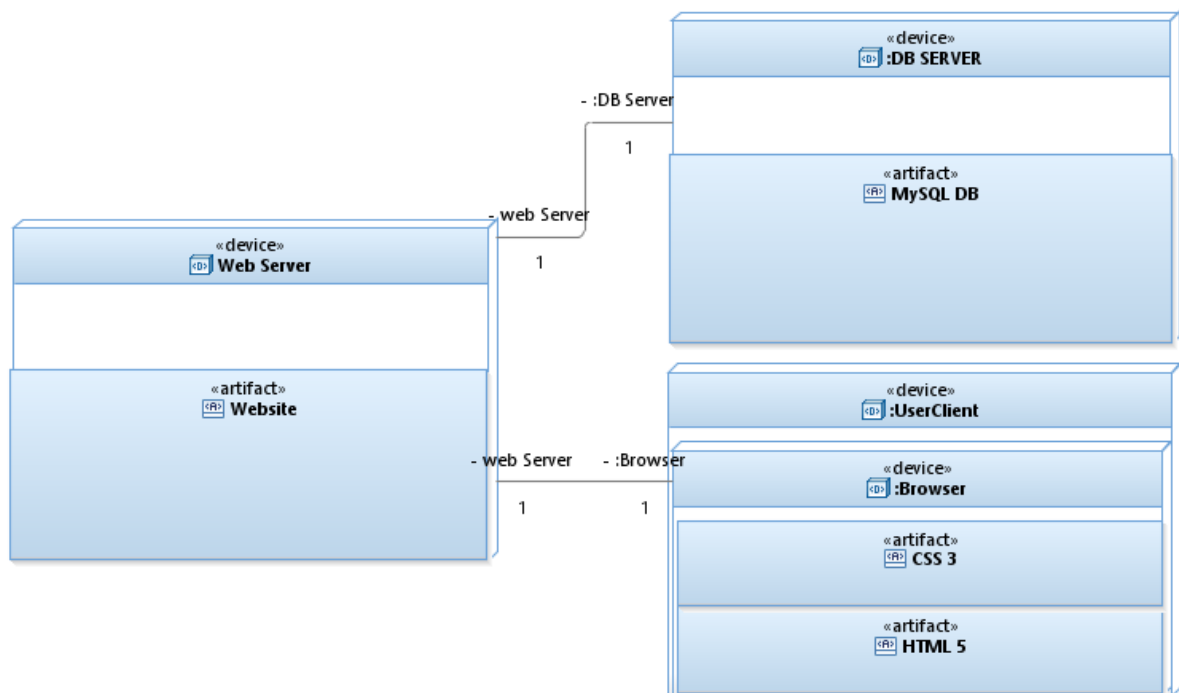 «device»
:DB SERVER
- :DB Server
1
«artifact»
MySQL DB
- web Server
1
«device»
Web Server
«artifact»
Website
«device»
:UserClient
- web Server
- :Browser
1
1
«device»
:Browser
«artifact»
CSS 3
«artifact»
HTML 5